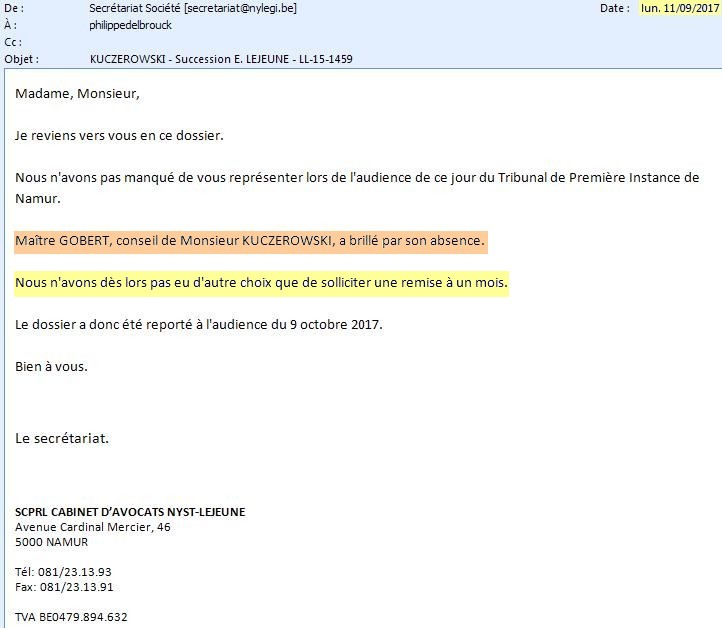 De : Secrétariat Société [secretariat@nylegi.be] Date : lun. 11/09/2017
À : philippedelbrouck
Cc :
Objet : KUCZEROWSKI - Succession E. LEJEUNE - LL-15-1459
Madame, Monsieur,
Je reviens vers vous en ce dossier.
Nous n'avons pas manqué de vous représenter lors de l'audience de ce jour du Tribunal de Première Instance de
Namur.
Maître GOBERT, conseil de Monsieur KUCZEROWSKI, a brillé par son absence.
Nous n'avons dès lors pas eu d'autre choix que de solliciter une remise à un mois.
Le dossier a donc été reporté à l'audience du 9 octobre 2017.
Bien à vous.
Le secrétariat.
SCPRL CABINET D'AVOCATS NYST-LEJEUNE
Avenue Cardinal Mercier, 46
5000 NAMUR
Tél: 081/23.13.93
Fax: 081/23.13.91
TVA BE0479.894.632